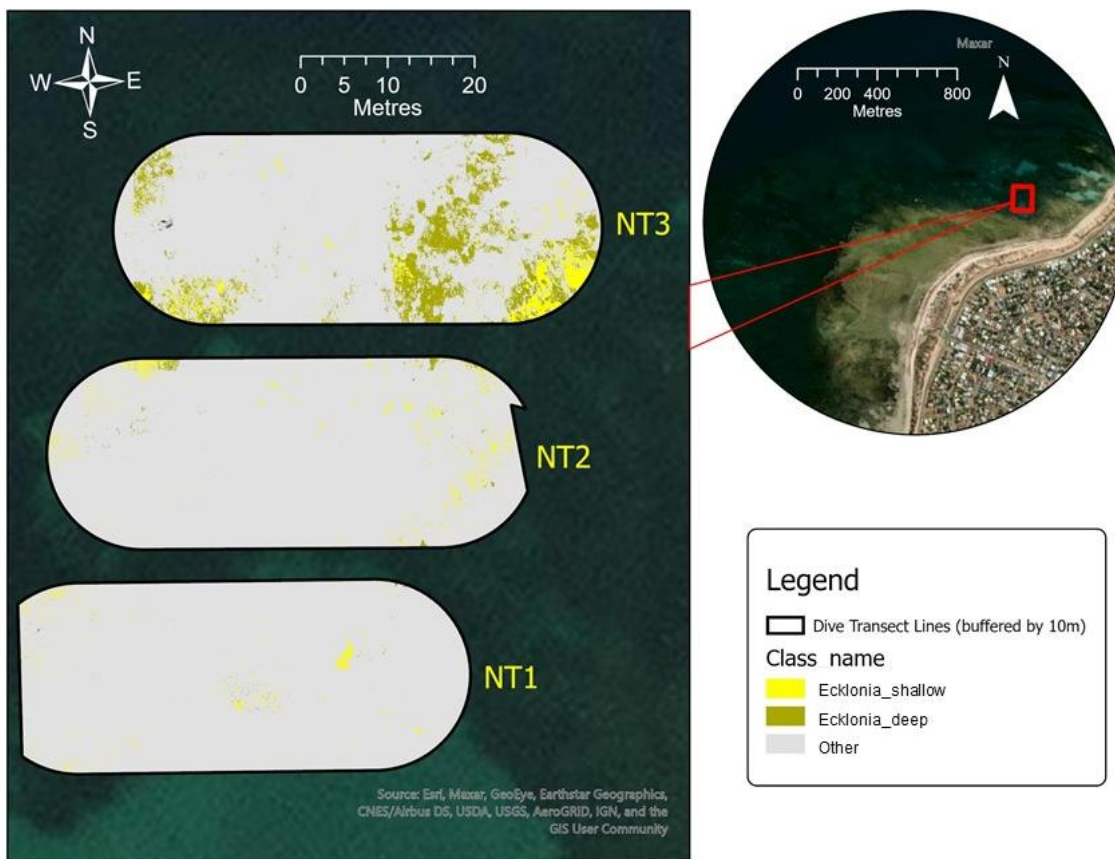 N
W E
S
0 5 10 20
Metres
NT3
NT2
NT1
Source: Esri, Maxar, GeoEye, Earthstar Geographics,
CNES/Airbus DS, USDA, USGS, AeroGRID, IGN, and the
GIS User Community
Maxar
N
0 200 400 800
Metres
Legend
Dive Transect Lines (buffered by 10m)
Class name
Ecklonia_shallow
Ecklonia_deep
Other